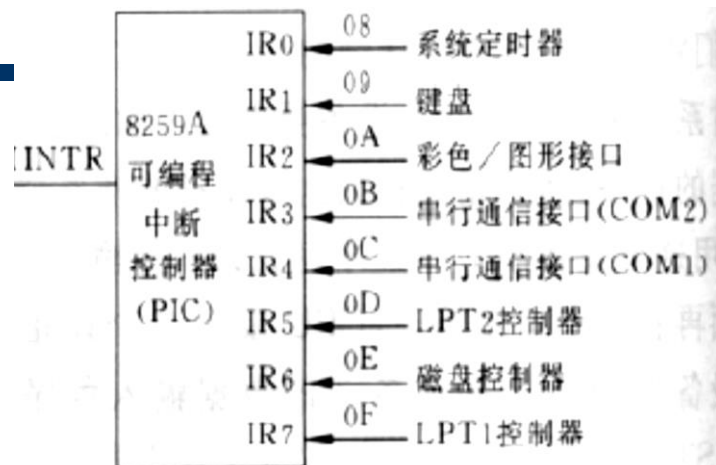 IR0 08 系统定时器
IR1 09 键盘
8259A
IR2 0A 彩色／图形接口
INTR
可编程
IR3 0B 串行通信接口(COM2)
中断
控制器 IR4 0C 串行通信接口(COM1)
(PIC) IR5 0D LPT2控制器
IR6 0E 磁盘控制器
IR7 0F LPT1控制器